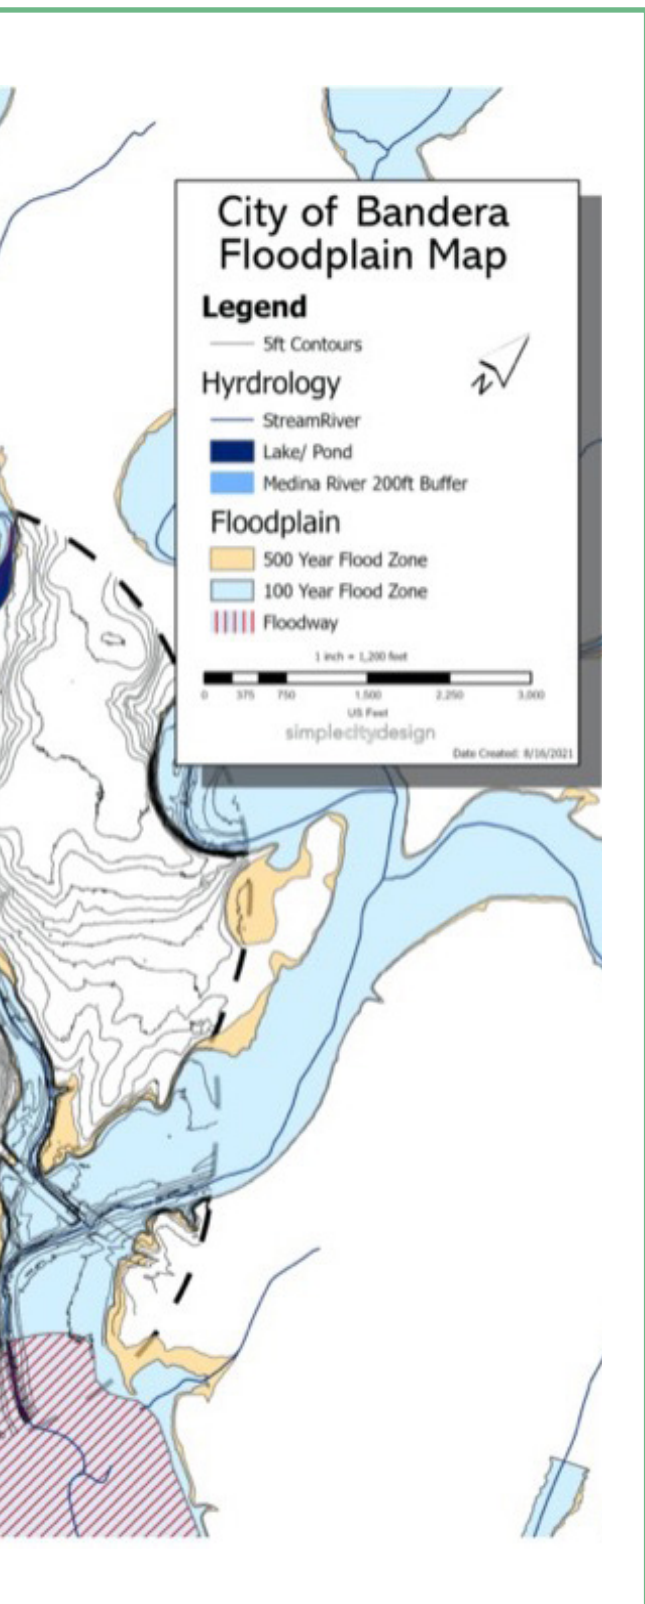 City of Bandera
Floodplain Map
Legend
5ft Contours
N
Hyrdrology
StreamRiver
Lake/ Pond
Medina River 200ft Buffer
Floodplain
500 Year Flood Zone
100 Year Flood Zone
Floodway
1 inch = 1,200 feet
0 375 750 1,500 2,250 3,000
US Feet
simplecitydesign
Date Created: 8/16/2021